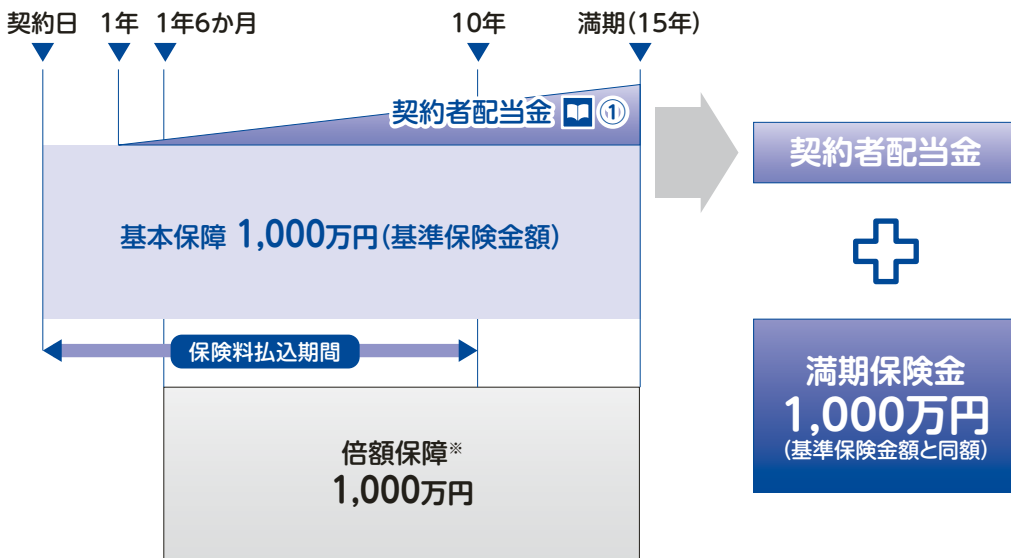 契約日 1年 1年6か月 10年 満期(15年)
契約者配当金 ①
基本保障 1,000万円(基準保険金額)
保険料払込期間
倍額保障※
1,000万円
契約者配当金
満期保険金
1,000万円
(基準保険金額と同額)